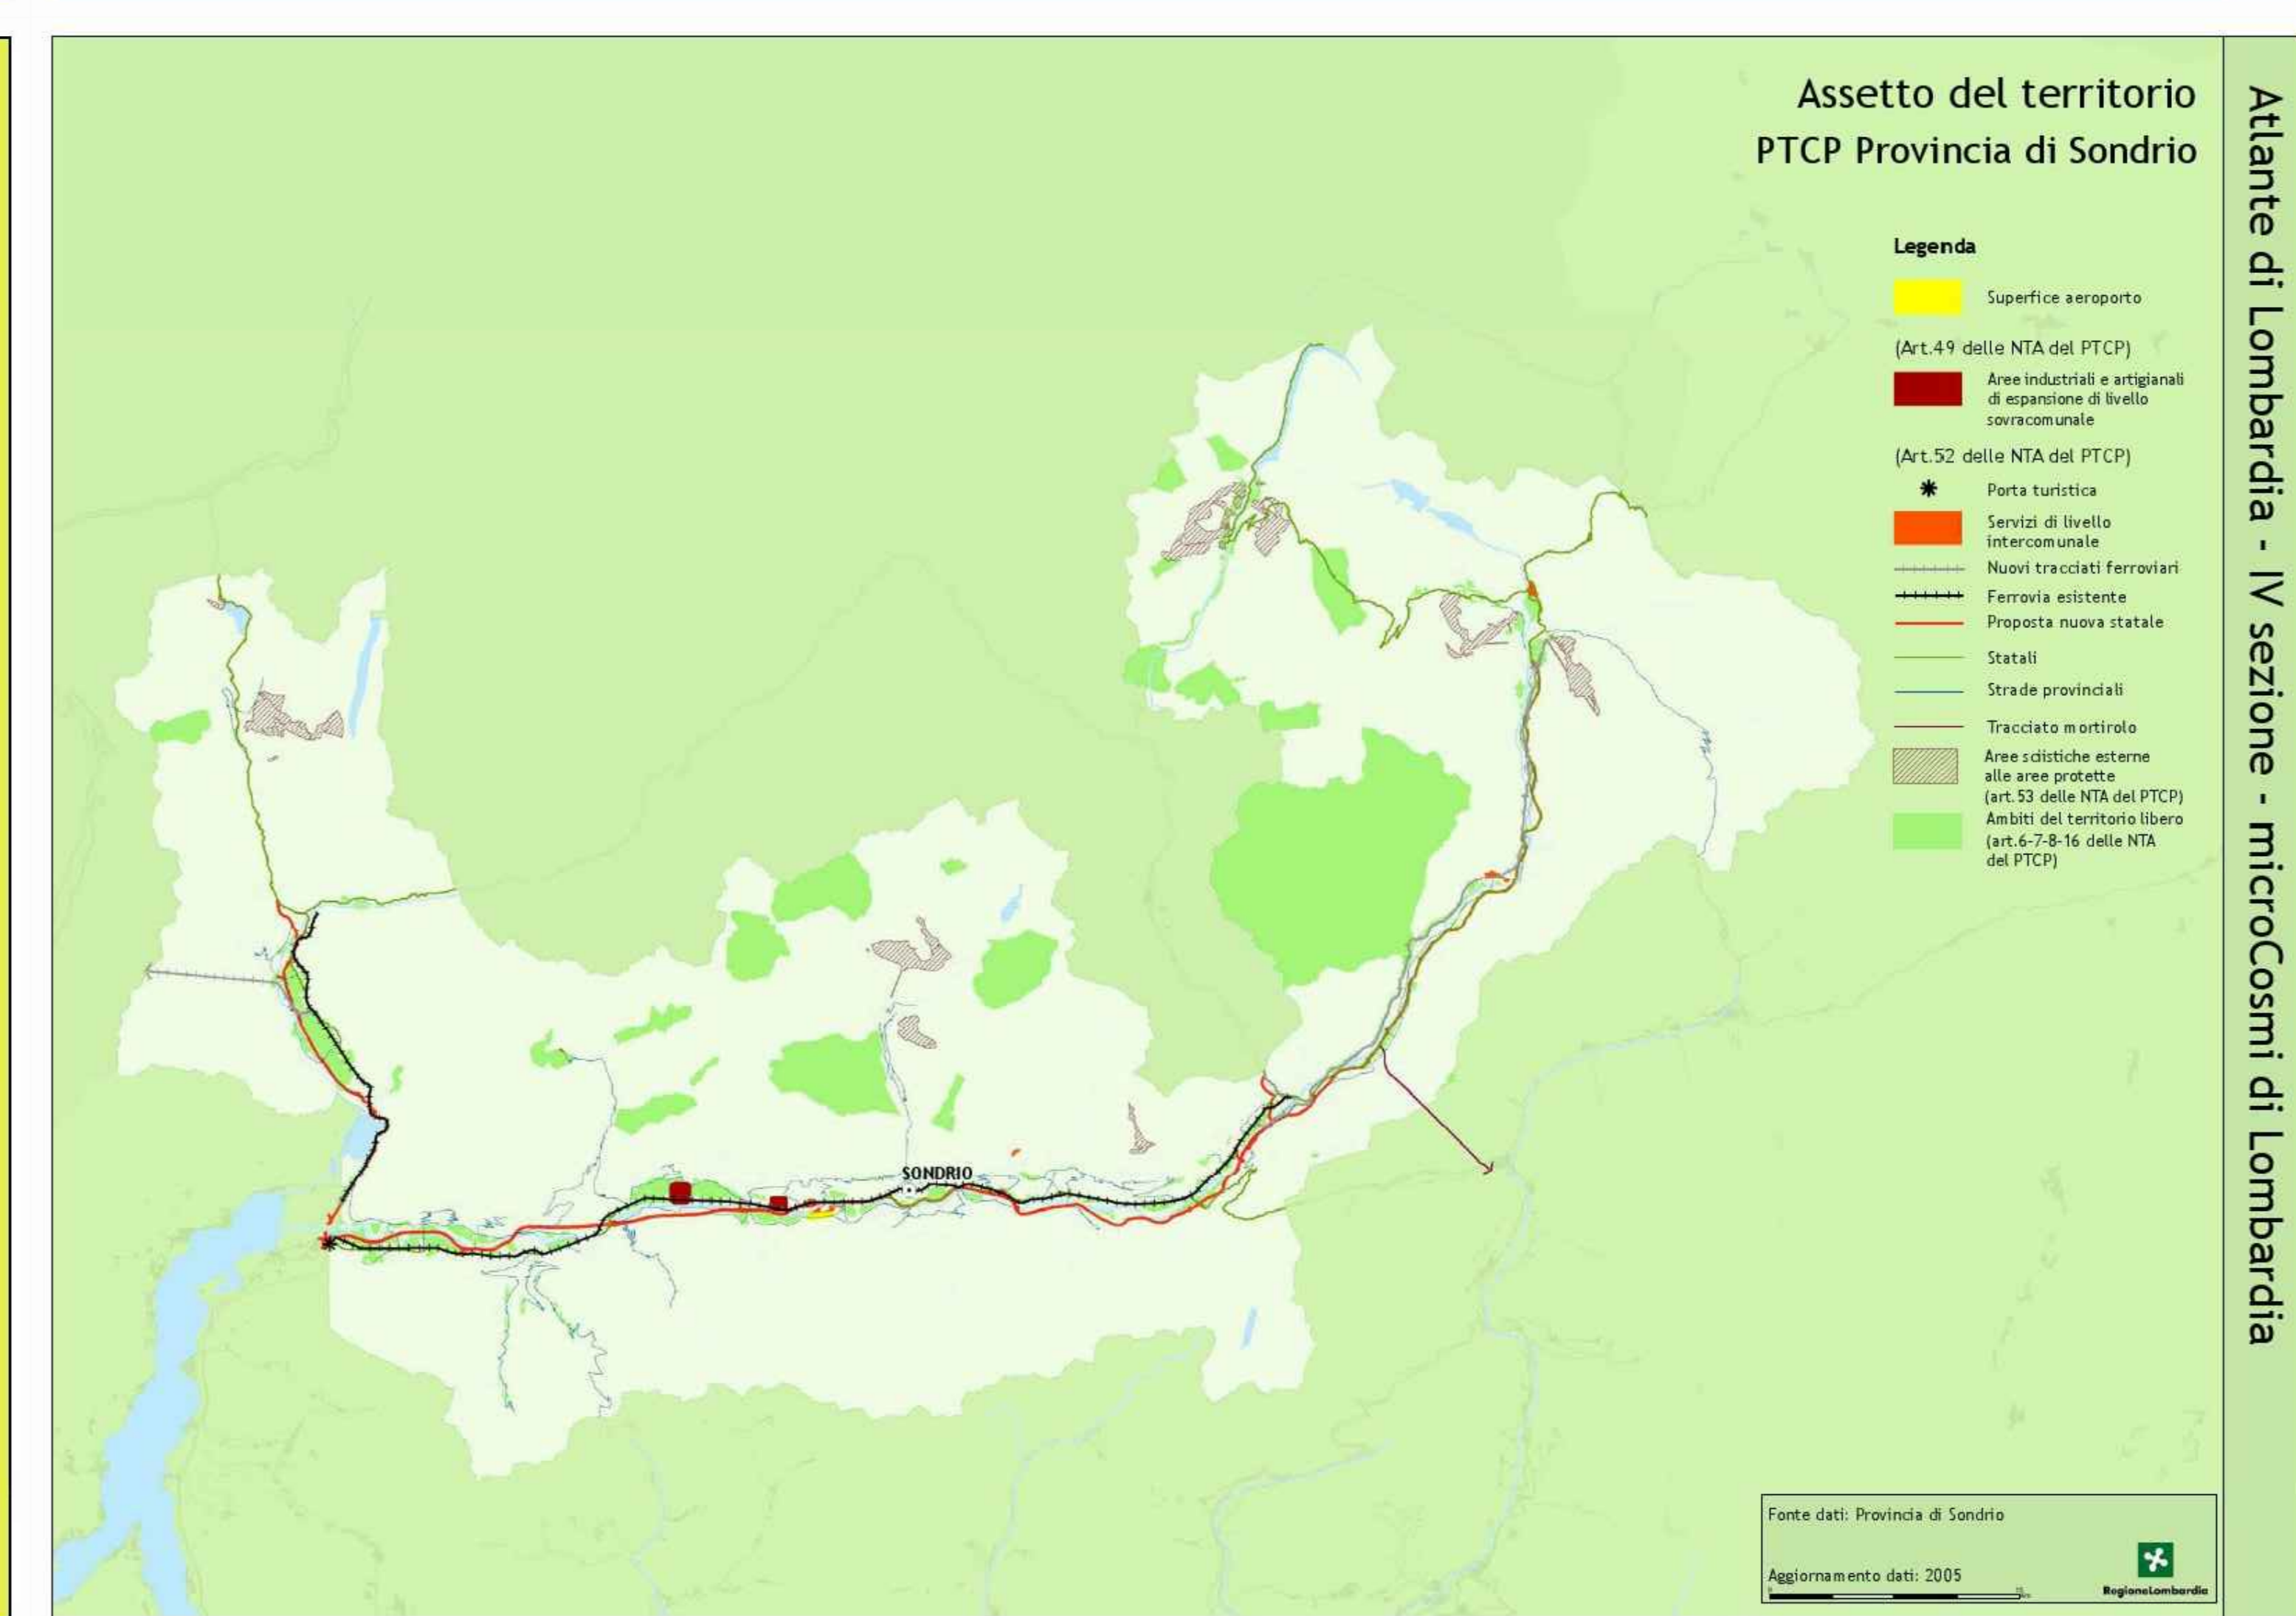 Assetto del territorio
PTCP Provincia di Sondrio
Legenda
Superfice aeroporto
(Art.49 delle NTA del PTCP)
Aree industriali e artigianali
di espansione di livello
sovracomunale
(Art.52 delle NTA del PTCP)
Porta turistica
Servizi di livello
intercomunale
Nuovi tracciati ferroviari
Ferrovia esistente
Proposta nuova statale
Statali
Strade provinciali
Tracciato mortirolo
Aree sciistiche esterne
alle aree protette
(art.53 delle NTA del PTCP)
Ambiti del territorio libero
(art.6-7-8-16 delle NTA
del PTCP)
SONDRIO
Fonte dati: Provincia di Sondrio
Aggiornamento dati: 2005
RegioneLombardia
Atlante di Lombardia - IV sezione - microCosmi di Lombardia